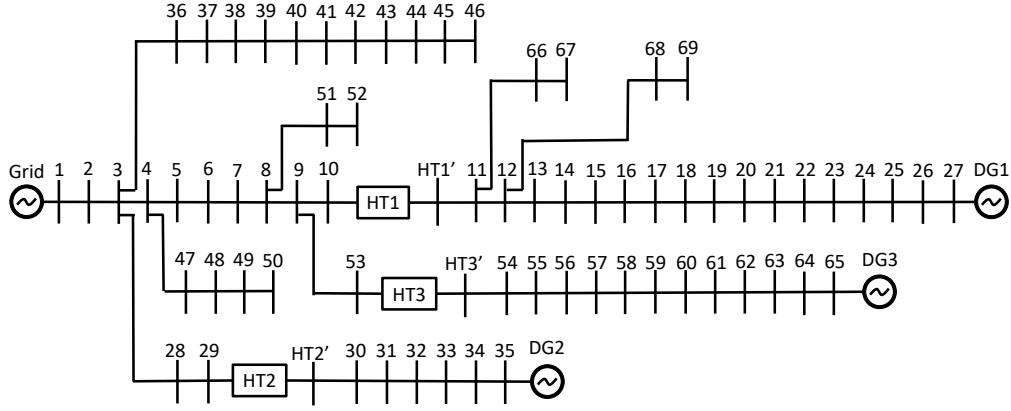 36 37 38 39 40 41 42 43 44 45 46
66 67 68 69
51 52
Grid 1 2 3 4 5 6 7 8 9 10 HT1 HT1’ 11 12 13 14 15 16 17 18 19 20 21 22 23 24 25 26 27 DG1
47 48 49 50 53 HT3 HT3’ 54 55 56 57 58 59 60 61 62 63 64 65 DG3
28 29 HT2 HT2’ 30 31 32 33 34 35 DG2